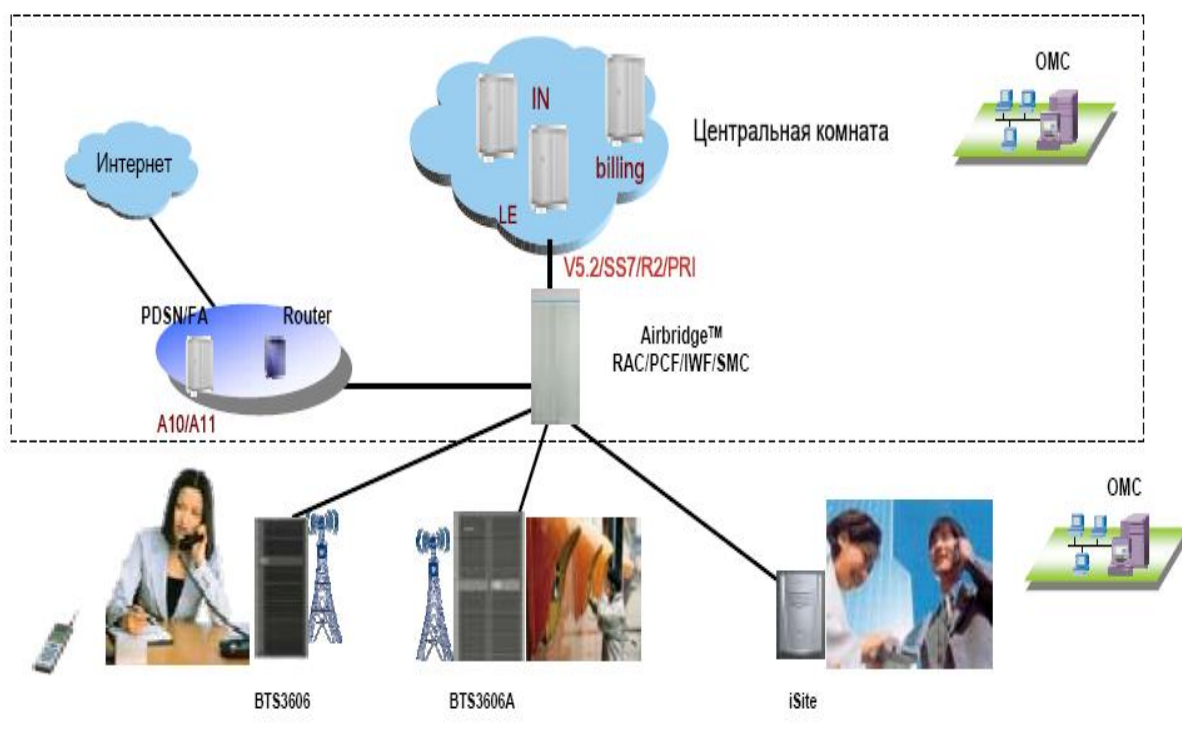 OMC
IN
Центральная комната
Интернет
billing
LE
V5.2/SS7/R2/PRI
PDSN/FA
Router
Airbridge™
RAC/PCF/IWF/SMC
A10/A11
OMC
BTS3606
BTS3606A
iSite